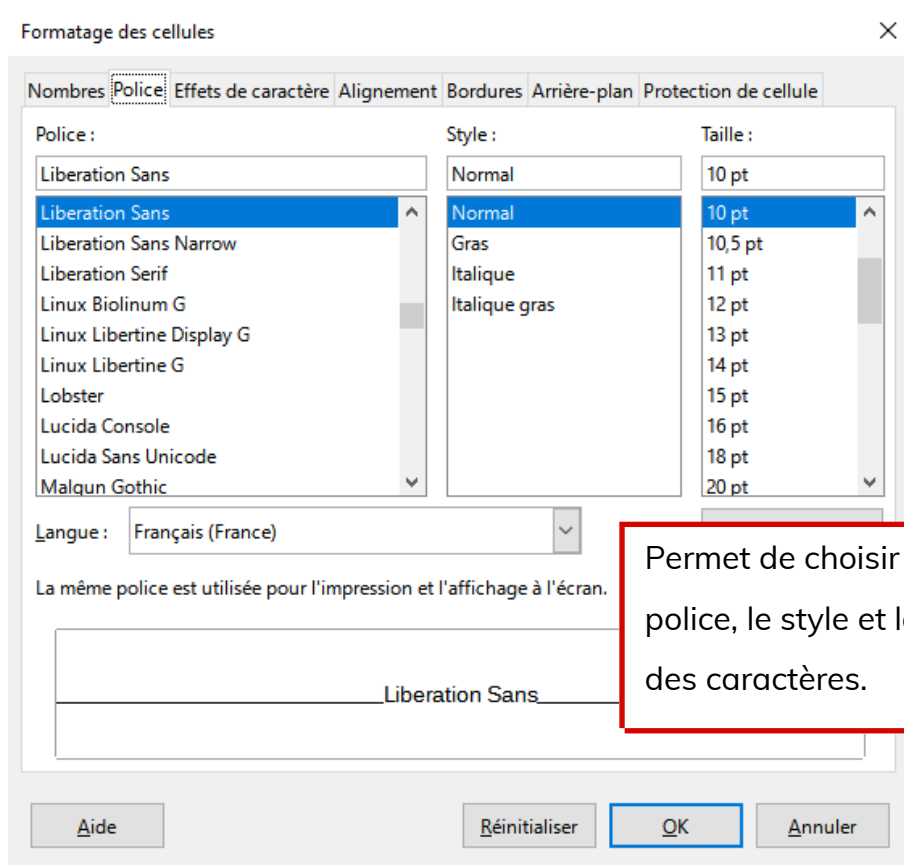 Formatage des cellules
Nombres Police Effets de caractère Alignement Bordures Arrière-plan Protection de cellule
Police : Style : Taille :
Liberation Sans Normal 10 pt
Liberation Sans Normal 10 pt
Liberation Sans Narrow Gras 10,5 pt
Liberation Serif Italique 11 pt
Linux Biolinum G Italique gras 12 pt
Linux Libertine Display G 13 pt
Linux Libertine G 14 pt
Lobster 15 pt
Lucida Console 16 pt
Lucida Sans Unicode 18 pt
Malgun Gothic 20 pt
Langue : Français (France)
La même police est utilisée pour l'impression et l'affichage à l'écran.
Permet de choisir
police, le style et
des caractères.
Liberation Sans
Aide Réinitialiser OK Annuler